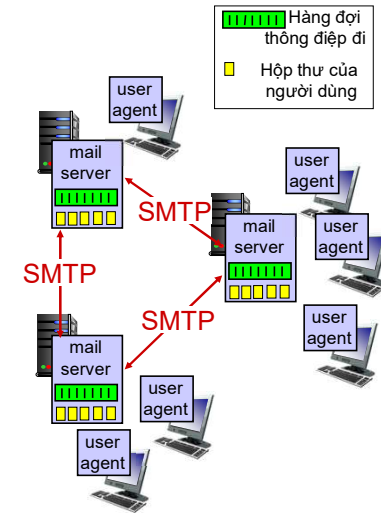 Hàng đợi
thông điệp đi
Hộp thư của
người dùng
user
agent
mail
server
SMTP
user
agent
mail
server
user
agent
SMTP
SMTP
user
agent
mail
server
user
agent
user
agent